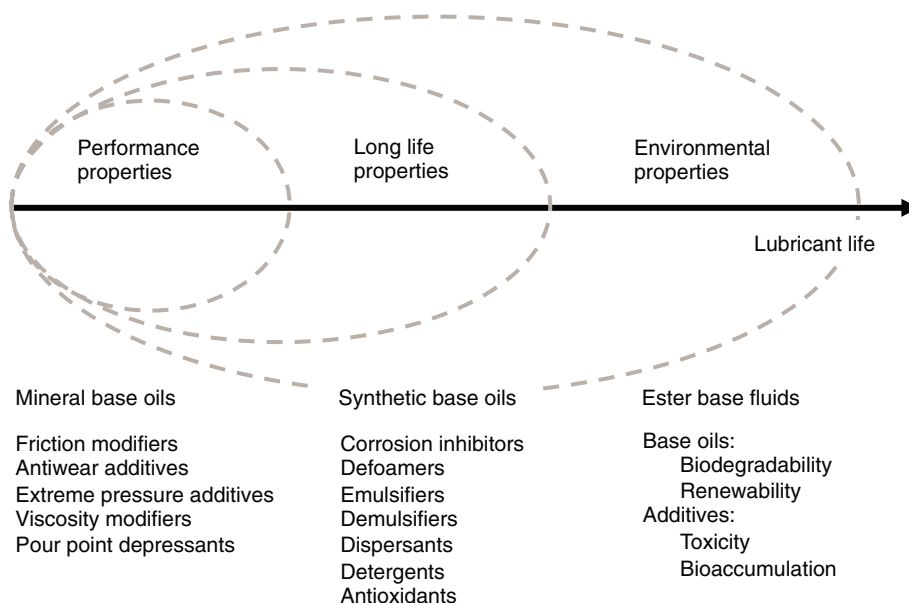 Performance
properties
Long life
properties
Environmental
properties
Lubricant life
Mineral base oils
Friction modifiers
Antiwear additives
Extreme pressure additives
Viscosity modifiers
Pour point depressants
Synthetic base oils
Corrosion inhibitors
Defoamers
Emulsifiers
Demulsifiers
Dispersants
Detergents
Antioxidants
Ester base fluids
Base oils:
Biodegradability
Renewability
Additives:
Toxicity
Bioaccumulation